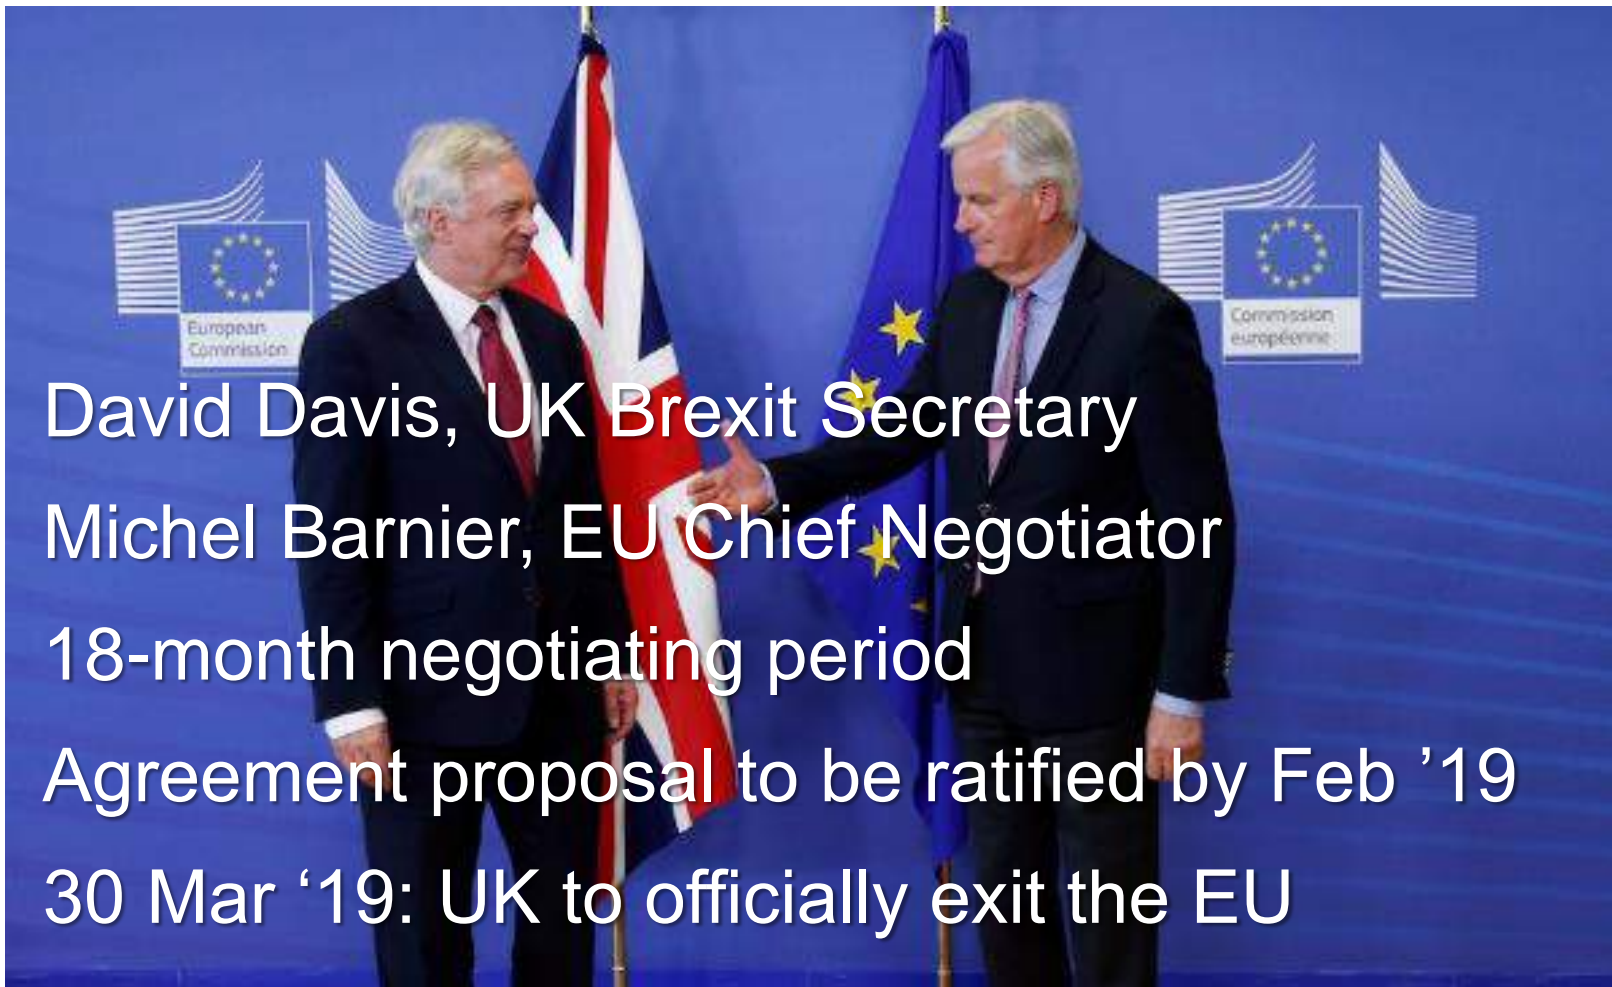 European
Commission
Commission
européenne
David Davis, UK Brexit Secretary
Michel Barnier, EU Chief Negotiator
18-month negotiating period
Agreement proposal to be ratified by Feb ’19
30 Mar ‘19: UK to officially exit the EU